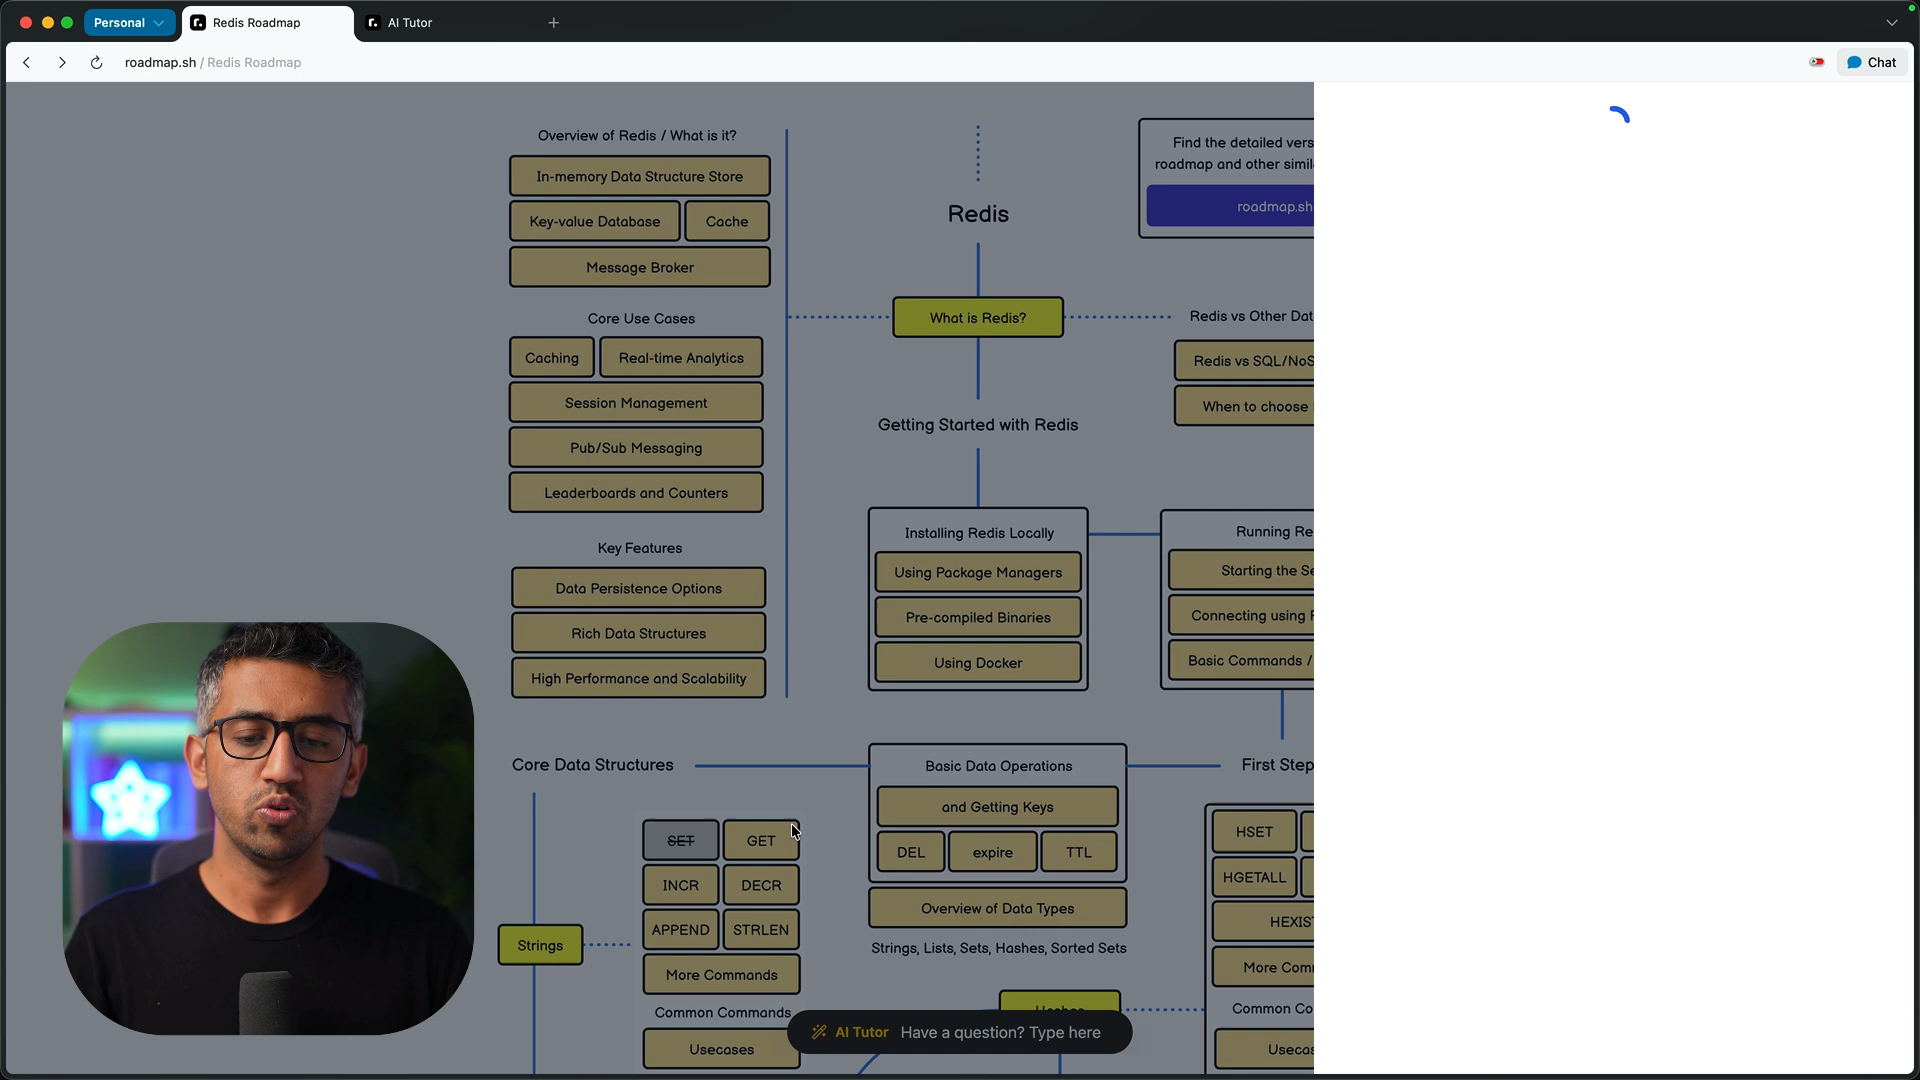 Personal
Redis Roadmap
AI Tutor
roadmap.sh / Redis Roadmap
Chat
Overview of Redis / What is it?
In-memory Data Structure Store
Key-value Database
Cache
Message Broker
Core Use Cases
Caching
Real-time Analytics
Session Management
Pub/Sub Messaging
Leaderboards and Counters
Key Features
Data Persistence Options
Rich Data Structures
High Performance and Scalability
Redis
What is Redis?
Getting Started with Redis
Find the detailed vers
roadmap and other simil
roadmap.sh
Redis vs Other Dat
Redis vs SQL/NoS
When to choose
Installing Redis Locally
Using Package Managers
Pre-compiled Binaries
Using Docker
Running Re
Starting the Se
Connecting using
Basic Commands /
Core Data Structures
Basic Data Operations
and Getting Keys
DEL
expire
TTL
Overview of Data Types
Strings, Lists, Sets, Hashes, Sorted Sets
First Step
SET
GET
INCR
DECR
APPEND
STRLEN
More Commands
Common Commands
Usecases
Strings
Hashes
HSET
HGETALL
HEXIS
More Com
Common Co
Usecas
AI Tutor Have a question? Type here